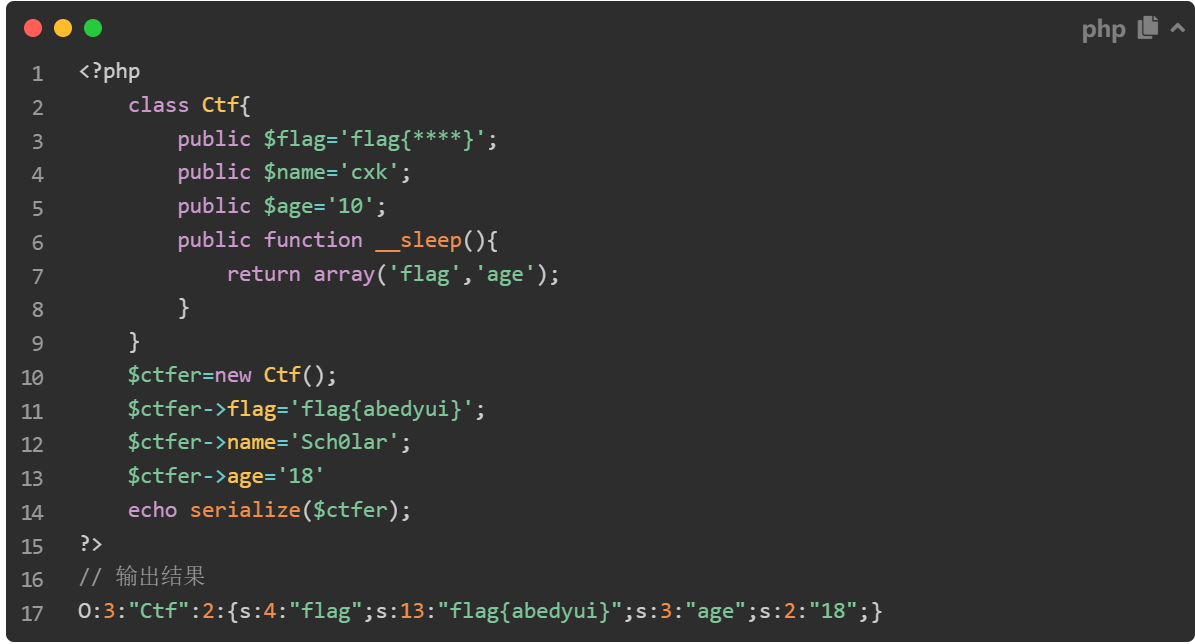 php
1 <?php
2     class Ctf{
3         public $flag='flag{****}';
4         public $name='cxk';
5         public $age='10';
6         public function __sleep(){
7             return array('flag','age');
8         }
9     }
10     $ctfer=new Ctf();
11     $ctfer->flag='flag{abedyui}';
12     $ctfer->name='Sch0lar';
13     $ctfer->age='18'
14     echo serialize($ctfer);
15 ?>
16 // 输出结果
17 O:3:"Ctf":2:{s:4:"flag";s:13:"flag{abedyui}";s:3:"age";s:2:"18";}